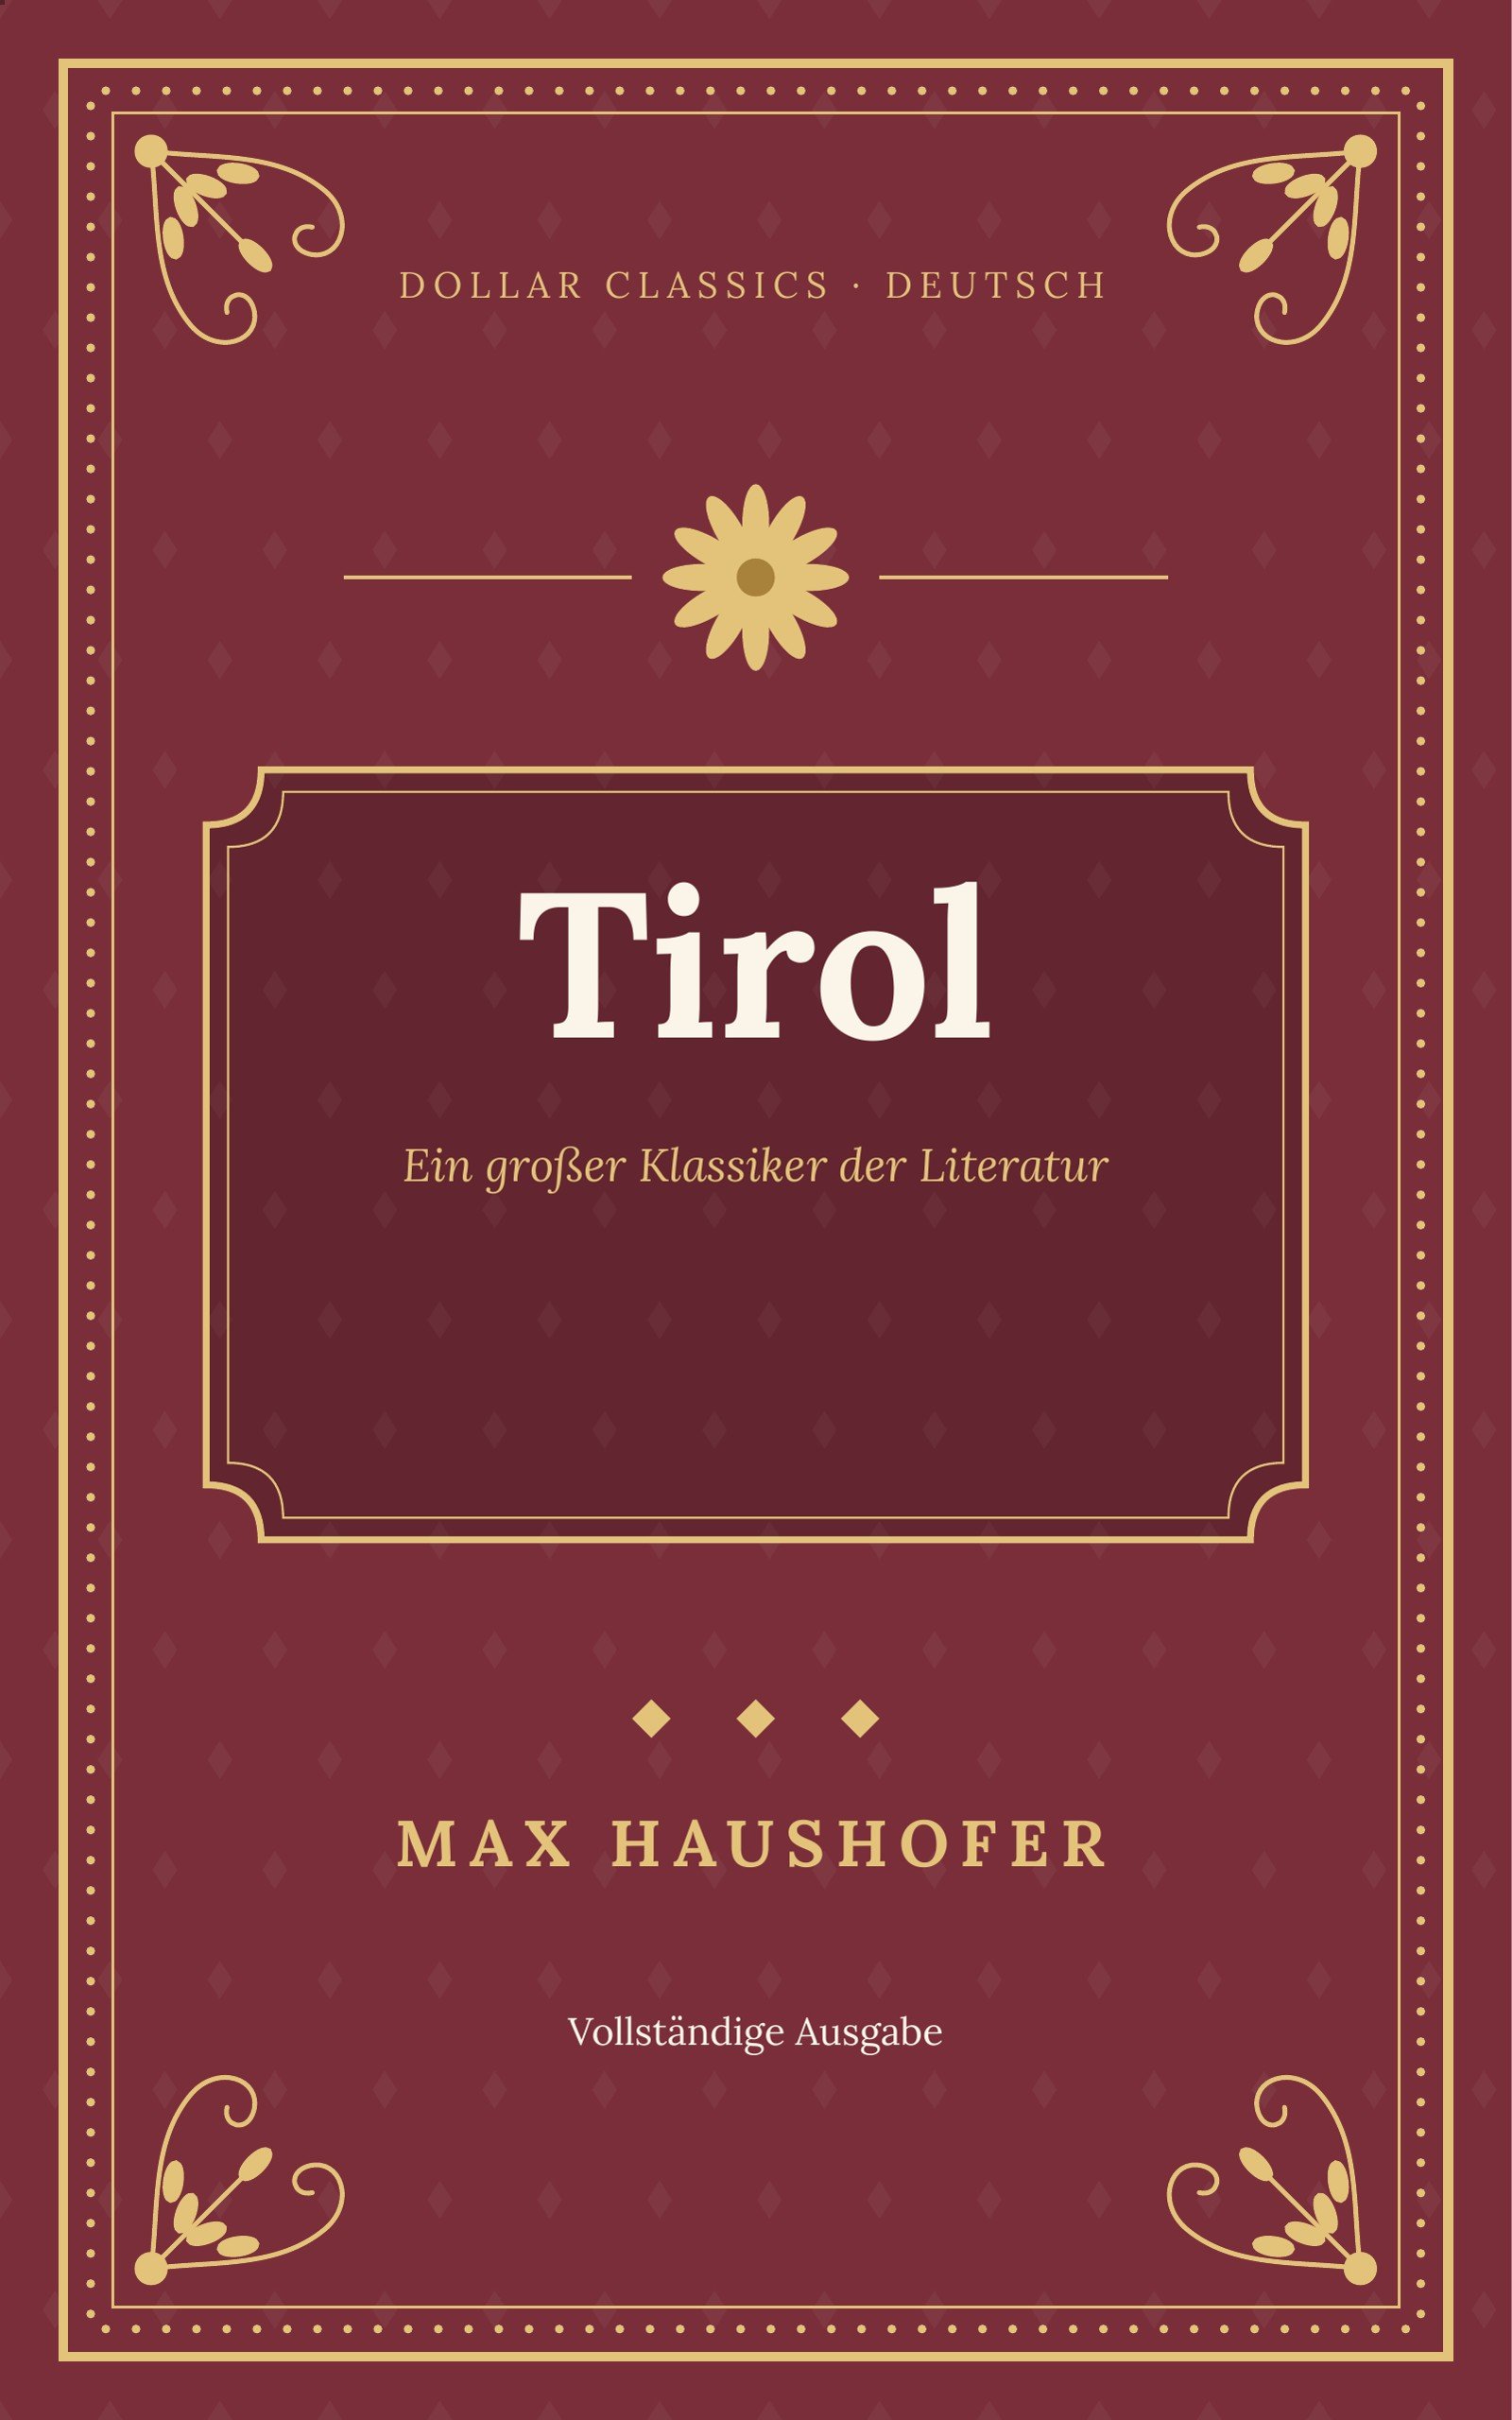 DOLLAR CLASSICS · DEUTSCH
Tirol
Ein großer Klassiker der Literatur
MAX HAUSHOFER
Vollständige Ausgabe